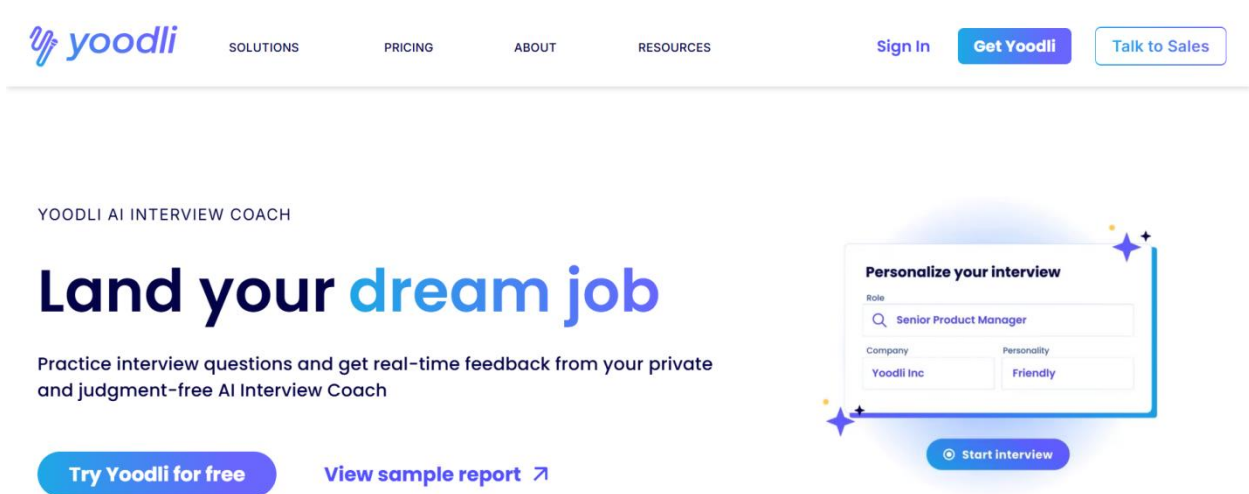 yoodli
SOLUTIONS PRICING ABOUT RESOURCES
Sign In Get Yoodli Talk to Sales
YOODLI AI INTERVIEW COACH
Land your dream job
Practice interview questions and get real-time feedback from your private
and judgment-free AI Interview Coach
Try Yoodli for free View sample report
Personalize your interview
Role
Senior Product Manager
Company Personality
Yoodli Inc Friendly
Start interview